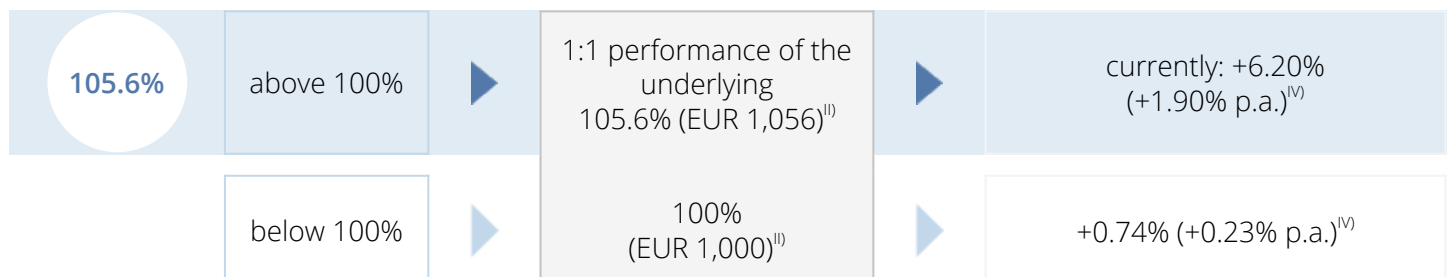 105.6%
above 100%
1:1 performance of the
underlying
105.6% (EUR 1,056)II)
currently: +6.20%
(+1.90% p.a.)IV)
below 100%
100%
(EUR 1,000)II)
+0.74% (+0.23% p.a.)IV)